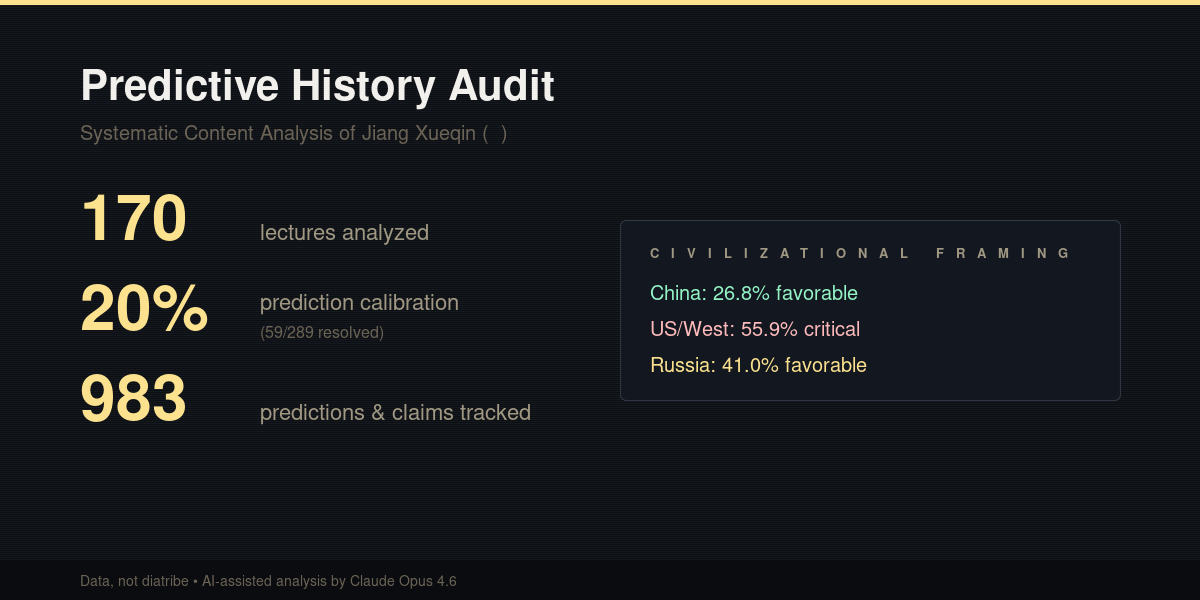 Predictive History Audit
Systematic Content Analysis of Jiang Xueqin ( )
170 lectures analyzed
20% prediction calibration
(59/289 resolved)
983 predictions & claims tracked
CIVILIZATIONAL FRAMING
China: 26.8% favorable
US/West: 55.9% critical
Russia: 41.0% favorable
Data, not diatribe • AI-assisted analysis by Claude Opus 4.6